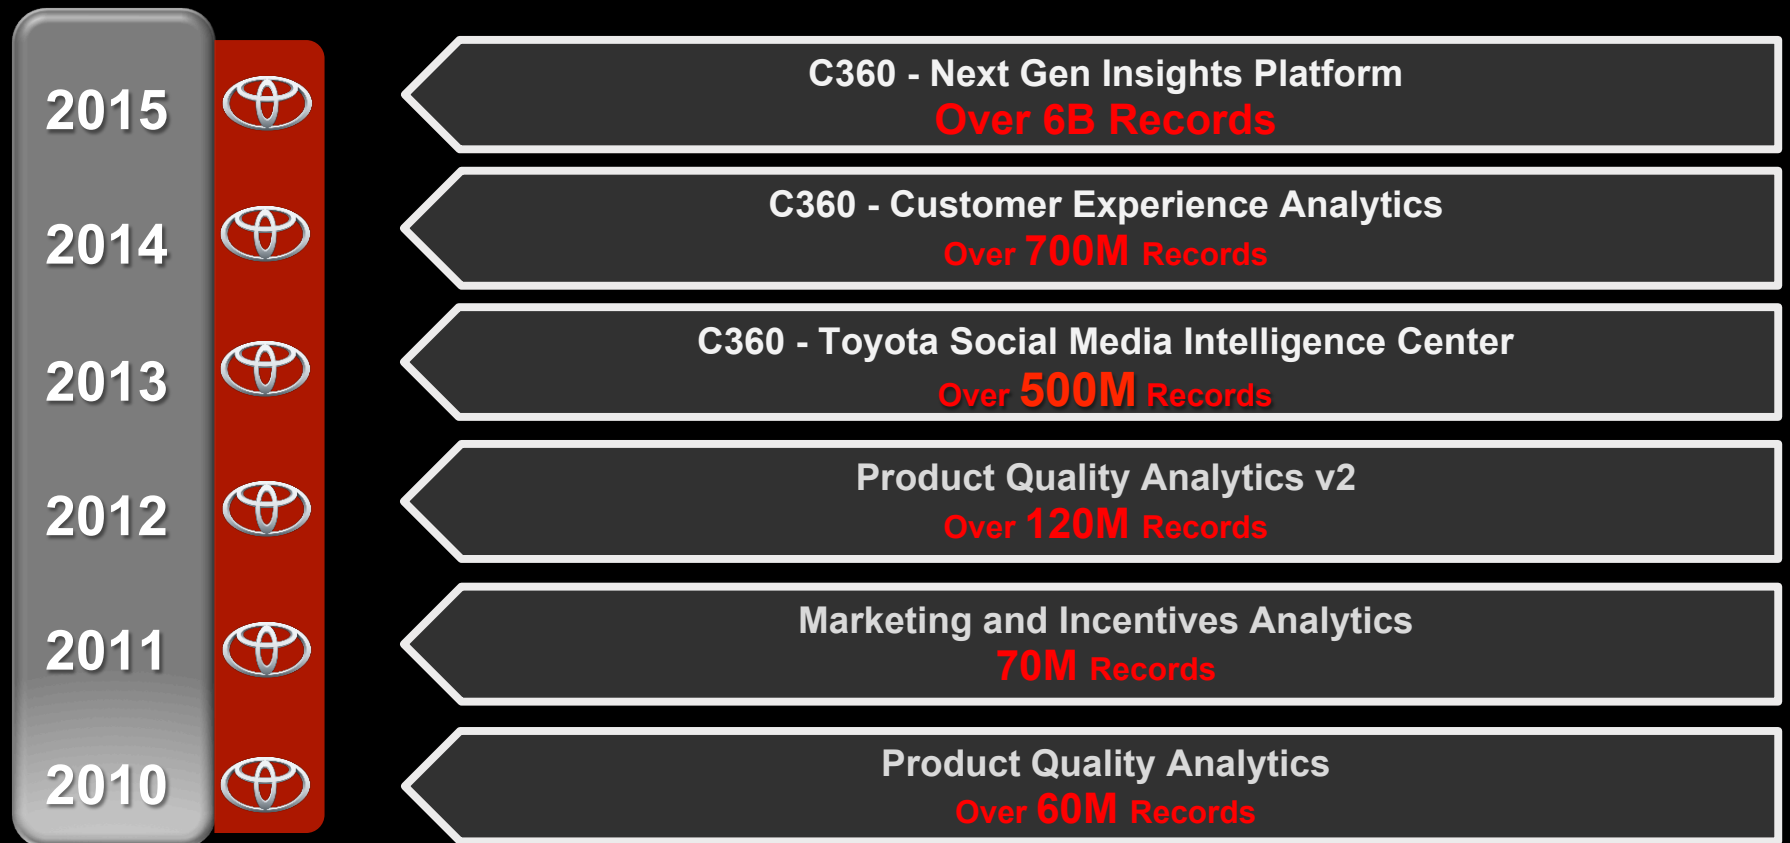 2015
C360 - Next Gen Insights Platform
Over 6B Records
2014
C360 - Customer Experience Analytics
Over 700M Records
2013
C360 - Toyota Social Media Intelligence Center
Over 500M Records
2012
Product Quality Analytics v2
Over 120M Records
2011
Marketing and Incentives Analytics
70M Records
2010
Product Quality Analytics
Over 60M Records